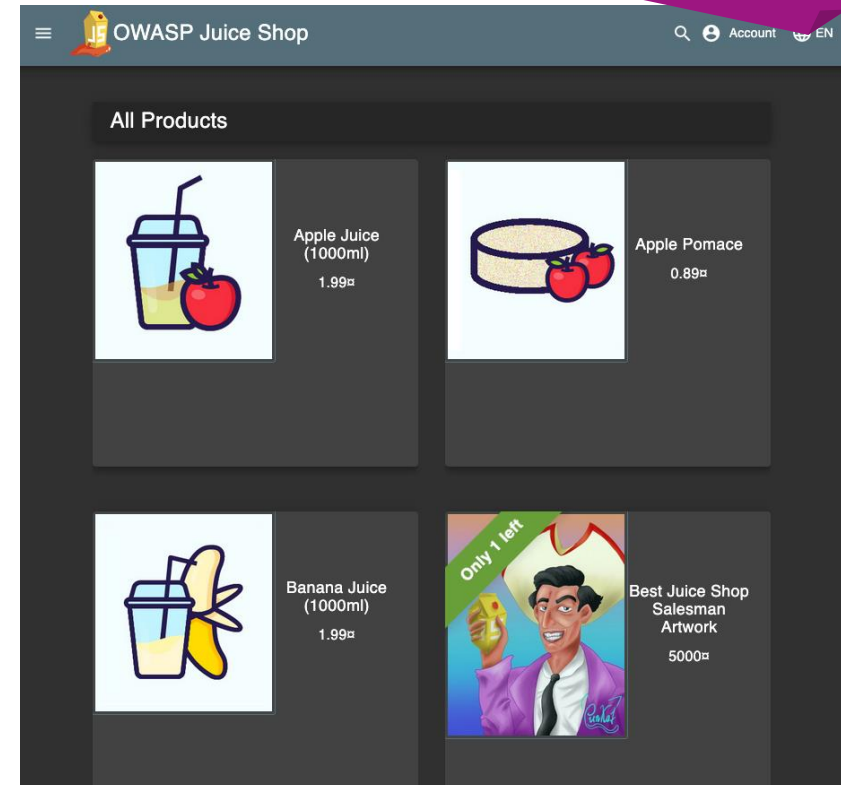 OWASP Juice Shop
Account
EN
All Products
Apple Juice
(1000ml)
1.99¤
Apple Pomace
0.89¤
Banana Juice
(1000ml)
1.99¤
Only 1 left
Best Juice Shop
Salesman
Artwork
5000¤